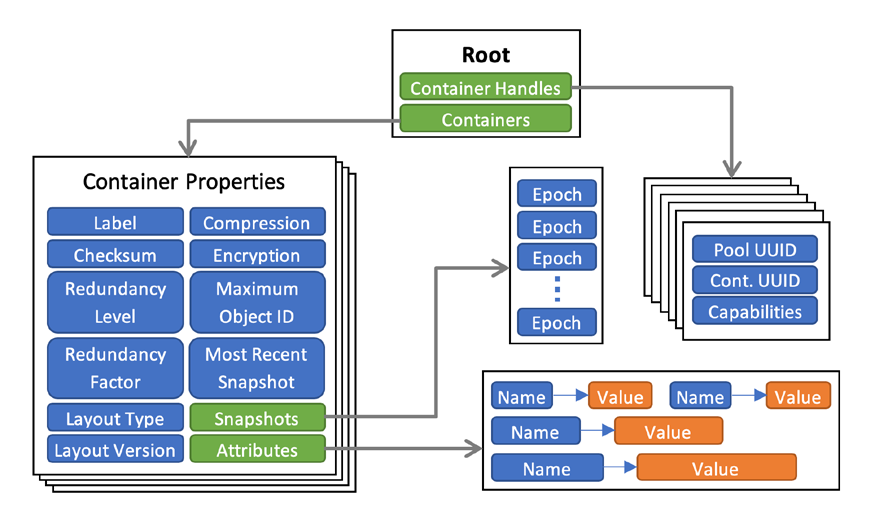 Root
Container Handles
Containers
Container Properties
Label
Compression
Checksum
Encryption
Redundancy
Level
Maximum
Object ID
Redundancy
Factor
Most Recent
Snapshot
Layout Type
Snapshots
Layout Version
Attributes
Epoch
Epoch
Epoch
Epoch
Pool UUID
Cont. UUID
Capabilities
Name
Value
Name
Value
Name
Value
Name
Value